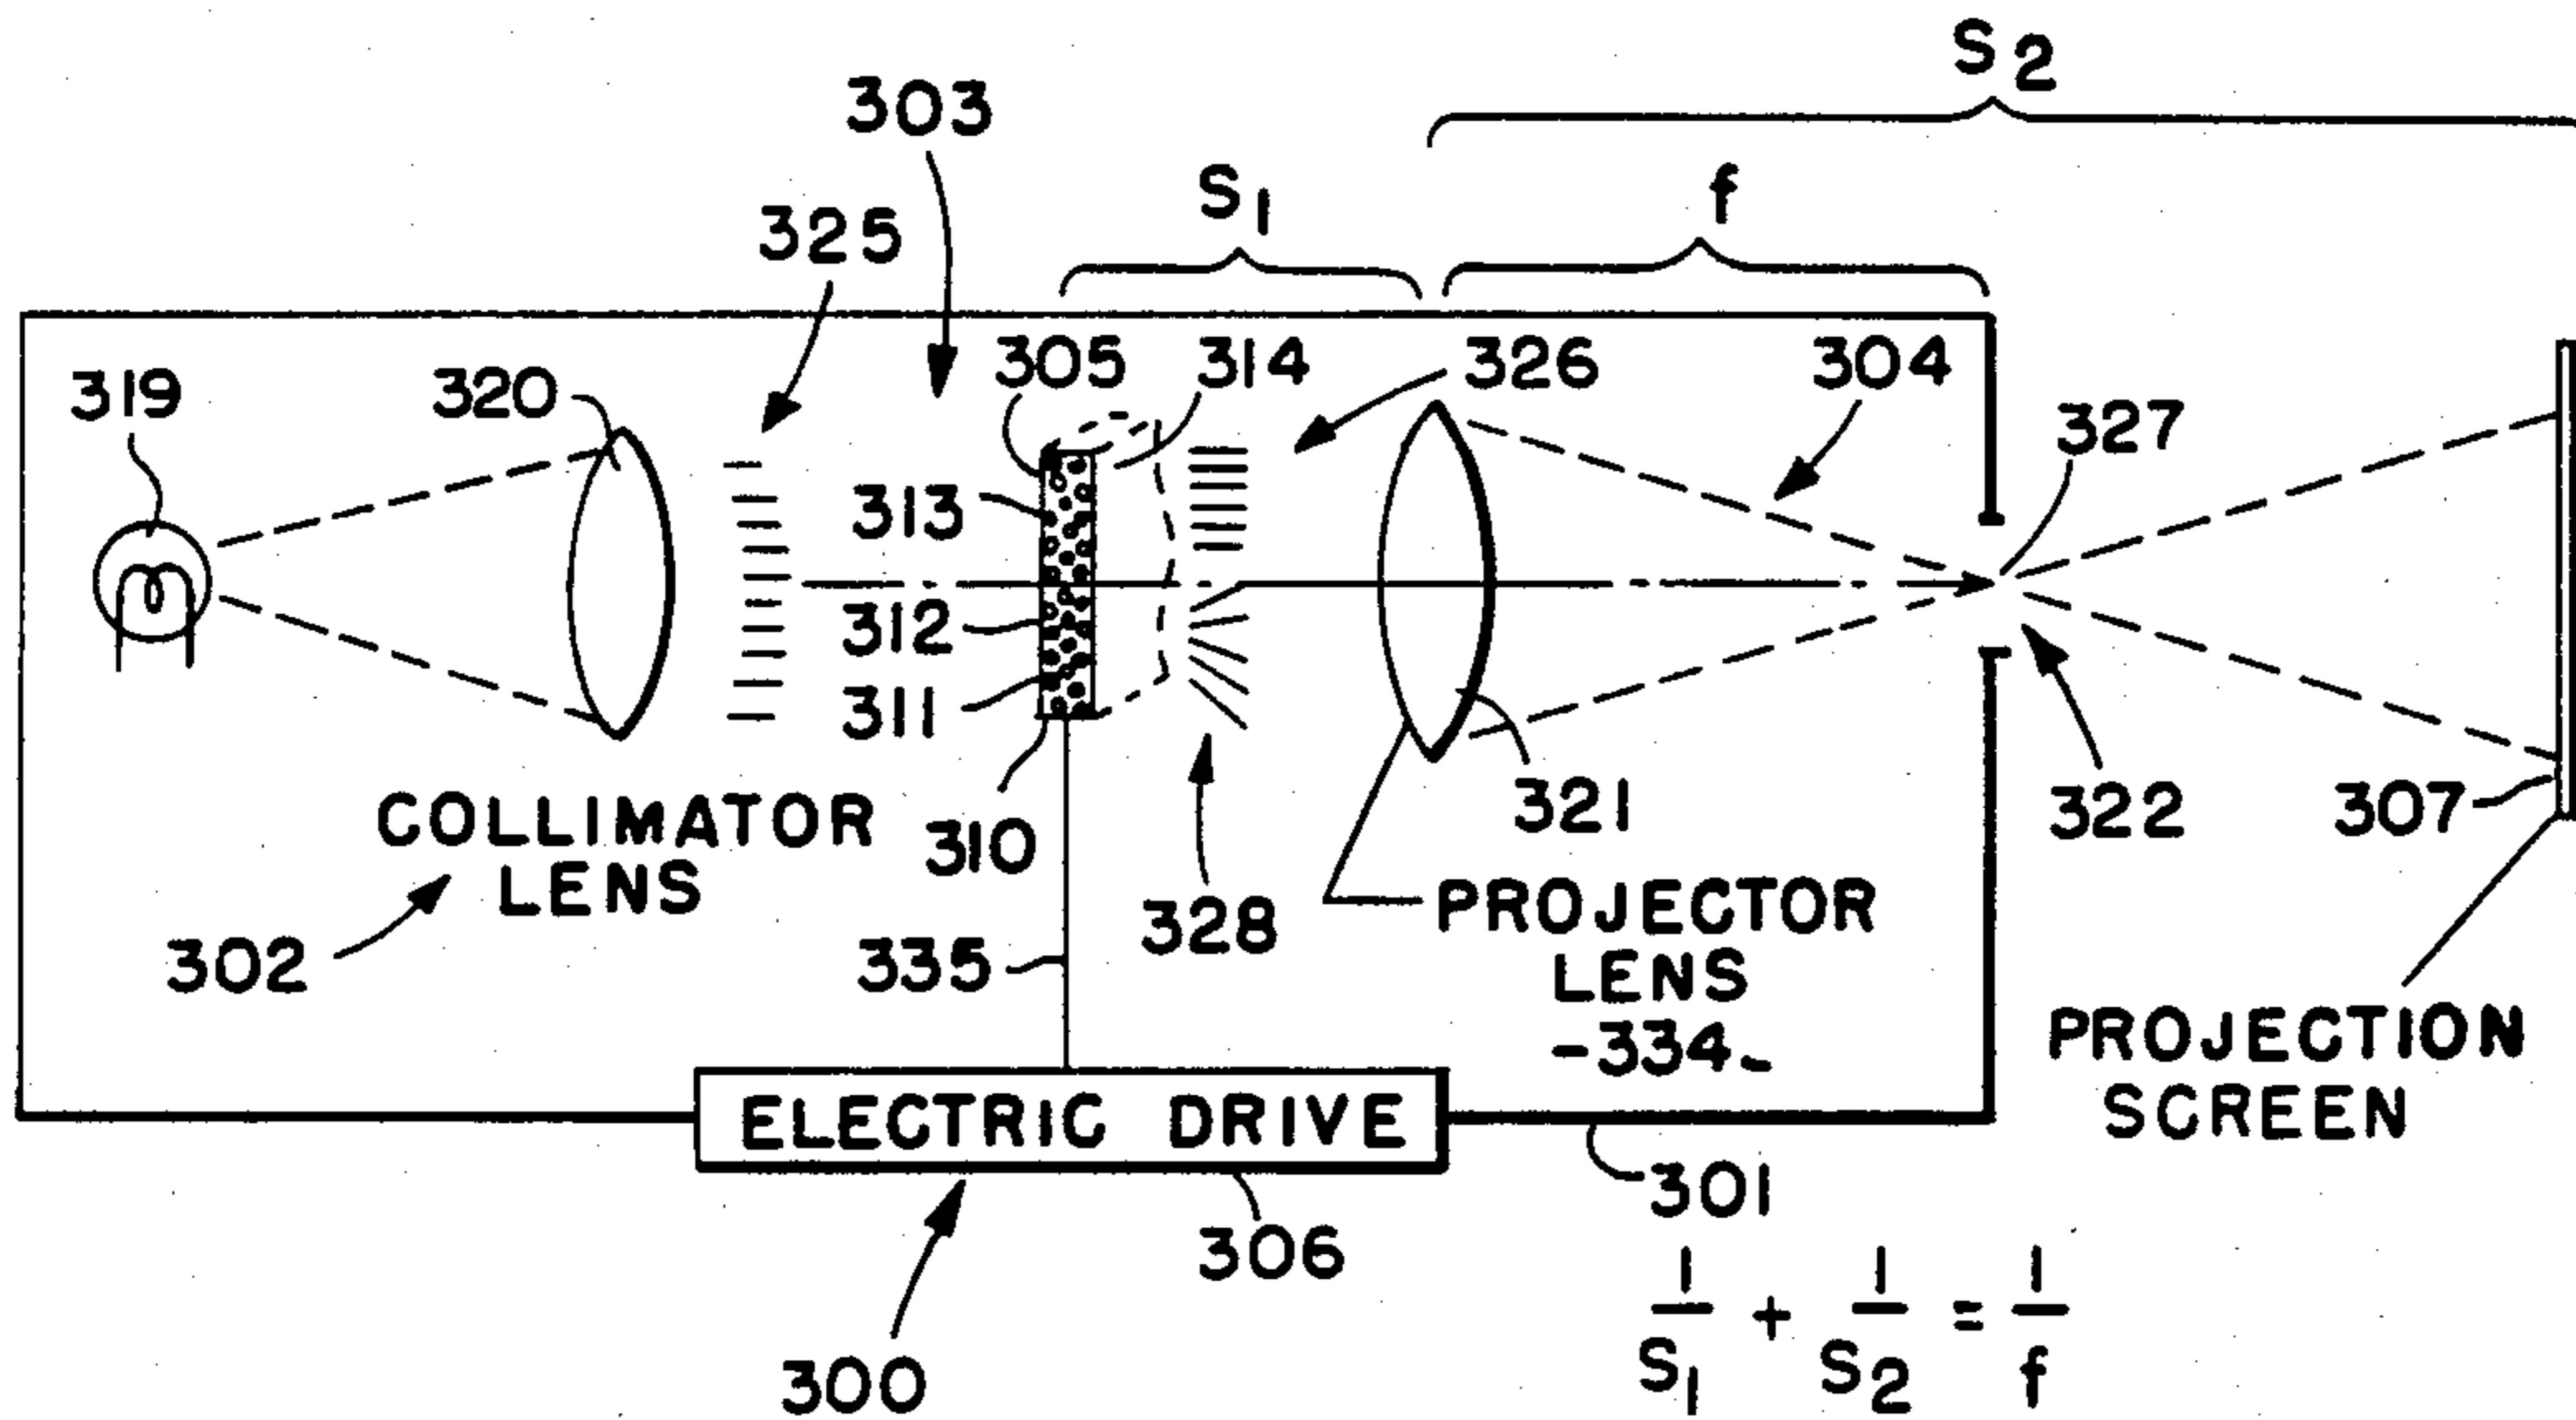 S2
303
S1
f
325
305
314
326
304
319
320
327
313
312
311
310
321
322
307
COLLIMATOR
LENS
302
328
PROJECTOR
LENS
-334-
335
PROJECTION
SCREEN
ELECTRIC DRIVE
301
306
300
1/S1 + 1/S2 = 1/f